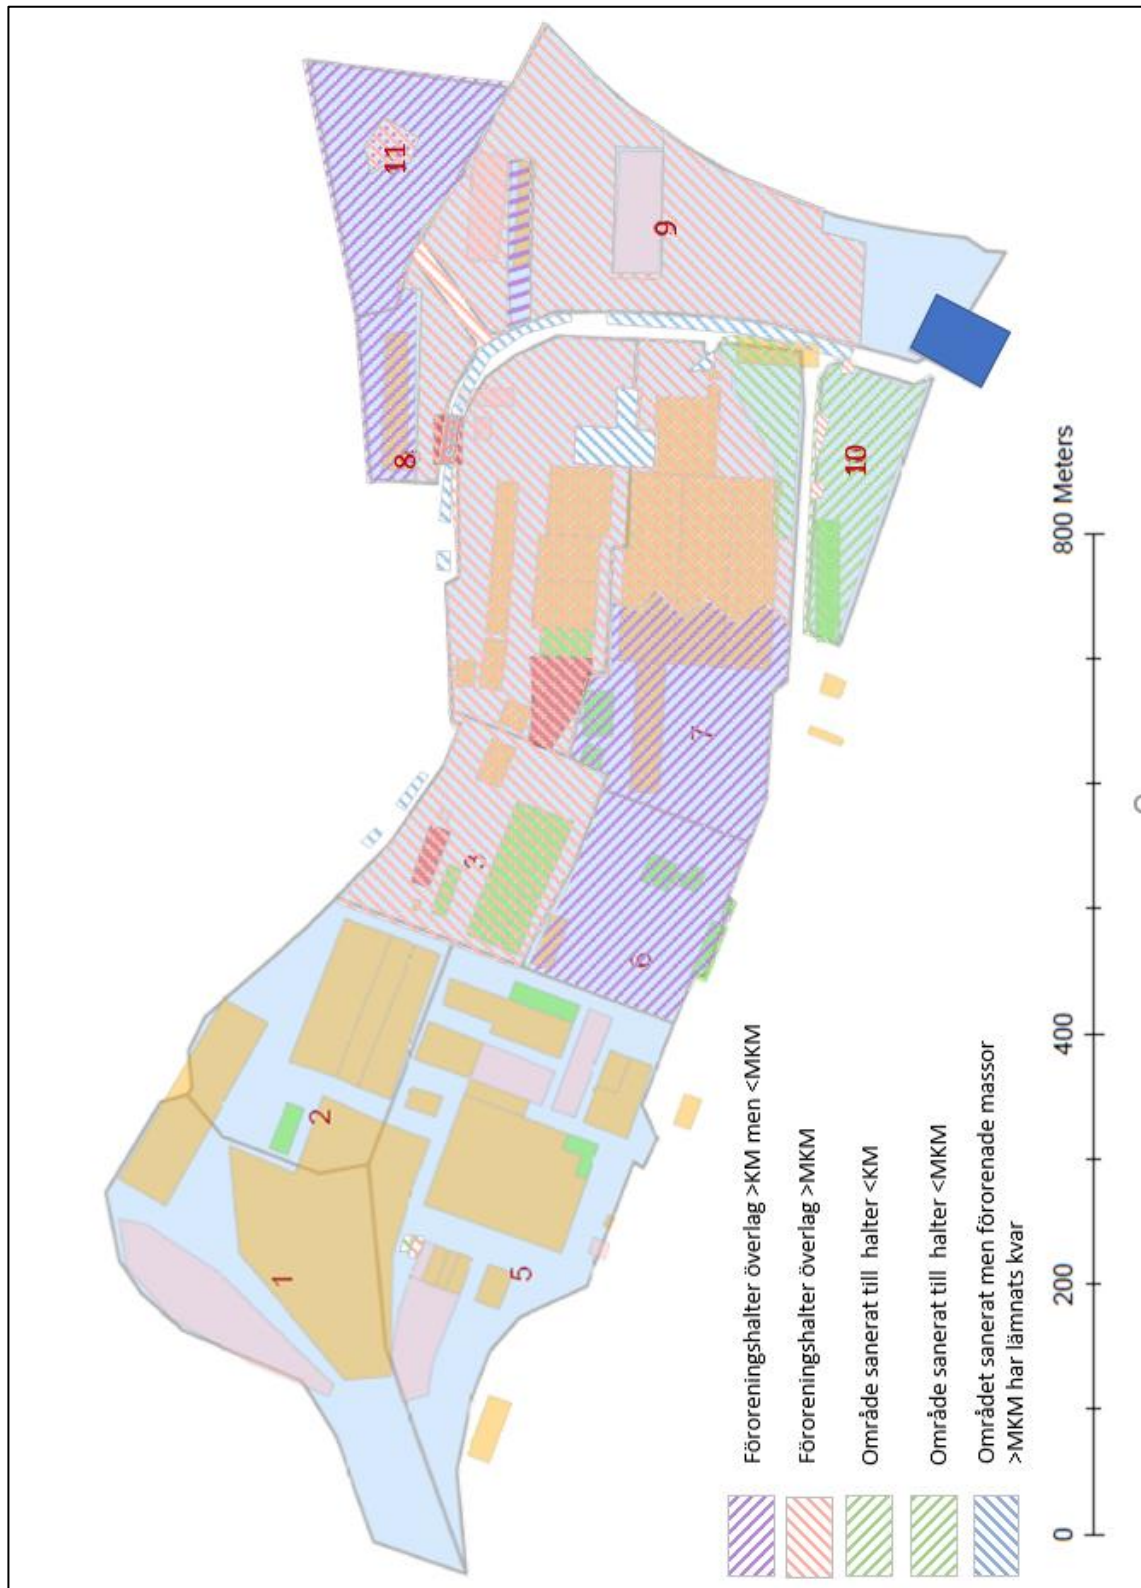 11
9
8
10
7
3
6
2
1
5
Föroreningshalter överlag >KM men <MKM
Föroreningshalter överlag >MKM
Område sanerat till halter <KM
Område sanerat till halter <MKM
Området sanerat men förorenade massor
>MKM har lämnats kvar
0
200
400
800 Meters